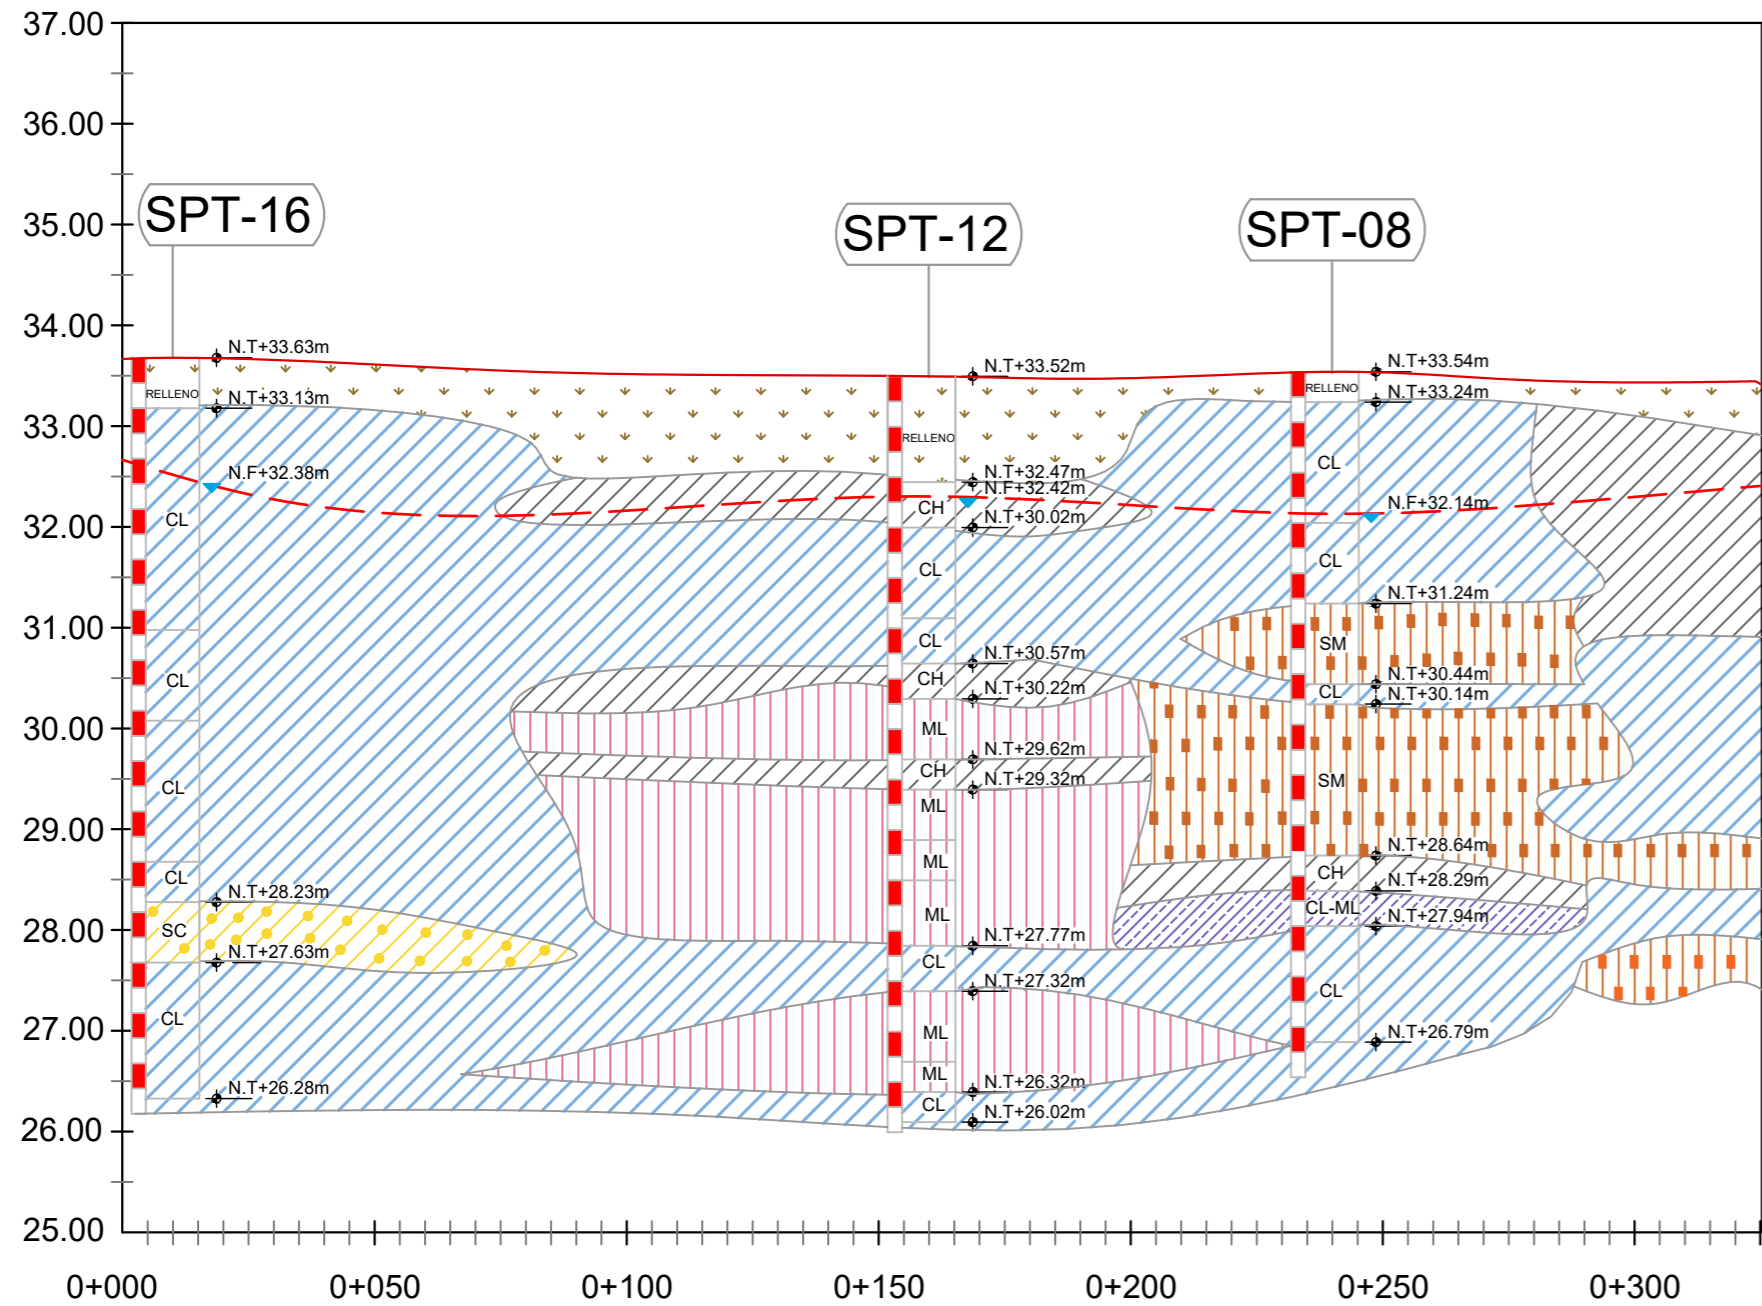 37.00
36.00
35.00
34.00
33.00
32.00
31.00
30.00
29.00
28.00
27.00
26.00
25.00
SPT-16
N.T+33.63m
RELLENO
N.T+33.13m
N.F+32.38m
CL
CL
CL
CL
N.T+28.23m
SC
N.T+27.63m
CL
N.T+26.28m
SPT-12
N.T+33.52m
RELLENO
N.T+32.47m
N.F+32.42m
CH
N.T+30.02m
CL
CL
N.T+30.57m
CH
N.T+30.22m
ML
N.T+29.62m
CH
N.T+29.32m
ML
ML
ML
N.T+27.77m
CL
N.T+27.32m
ML
ML
N.T+26.32m
CL
N.T+26.02m
SPT-08
N.T+33.54m
RELLENO
N.T+33.24m
CL
N.F+32.14m
CL
N.T+31.24m
SM
N.T+30.44m
CL
N.T+30.14m
SM
N.T+28.64m
CH
N.T+28.29m
CL-ML
N.T+27.94m
CL
N.T+26.79m
0+000 0+050 0+100 0+150 0+200 0+250 0+300